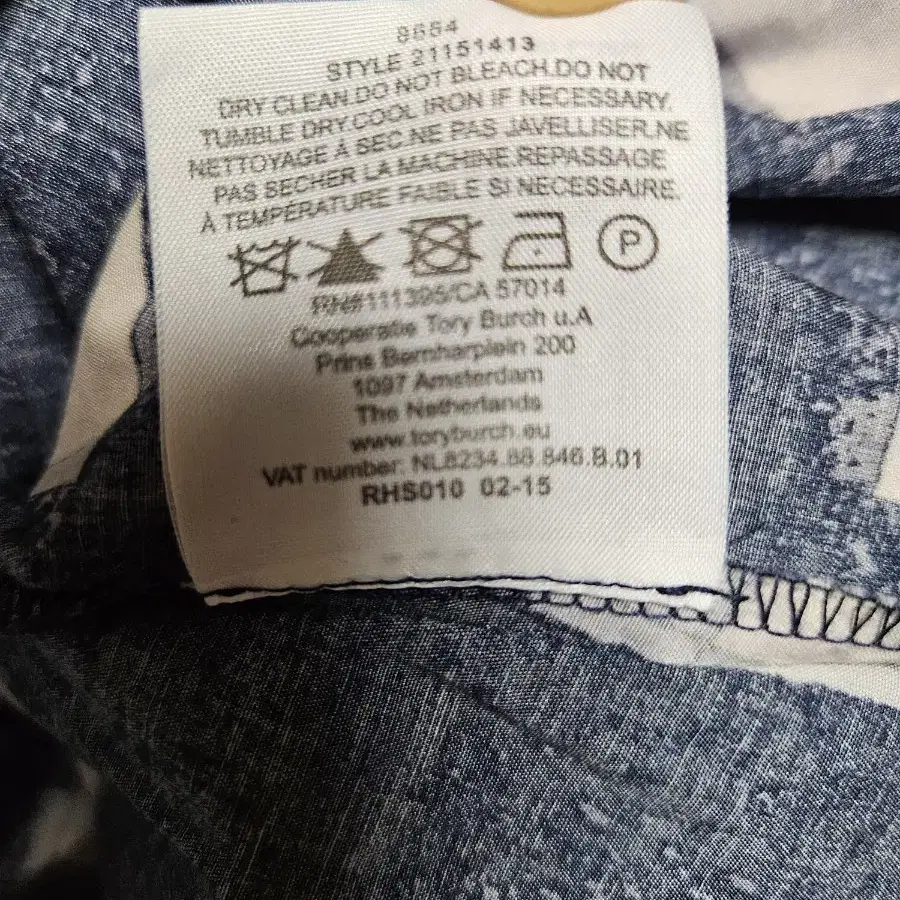 8654
STYLE 21151413
DRY CLEAN.DO NOT BLEACH.DO NOT
TUMBLE DRY.COOL IRON IF NECESSARY.
NETTOYAGE À SEC.NE PAS JAVELLISER.NE
PAS SECHER LA MACHINE.REPASSAGE
À TEMPÉRATURE FAIBLE SI NECESSAIRE.
P
RN#111395/CA 57014
Cooperatie Tory Burch u.A
Prins Bernharplein 200
1097 Amsterdam
The Netherlands
www.toryburch.eu
VAT number: NL8234.88.846.B.01
RHS010 02-15